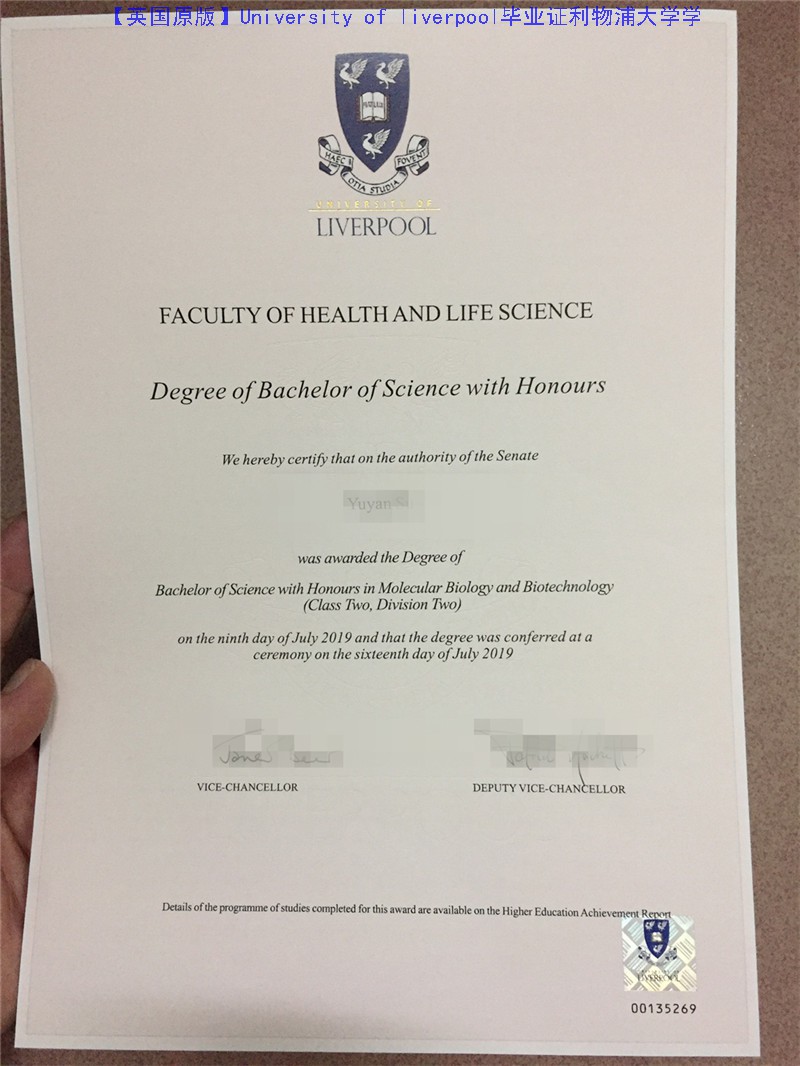 【英国原版】University of liverpool毕业证利物浦大学学
HAEC OTIA STUDIA FOVENT
UNIVERSITY OF
LIVERPOOL
FACULTY OF HEALTH AND LIFE SCIENCE
Degree of Bachelor of Science with Honours
We hereby certify that on the authority of the Senate
Yuyan
was awarded the Degree of
Bachelor of Science with Honours in Molecular Biology and Biotechnology
(Class Two, Division Two)
on the ninth day of July 2019 and that the degree was conferred at a
ceremony on the sixteenth day of July 2019
VICE-CHANCELLOR
DEPUTY VICE-CHANCELLOR
Details of the programme of studies completed for this award are available on the Higher Education Achievement Report
LIVERPOOL
00135269